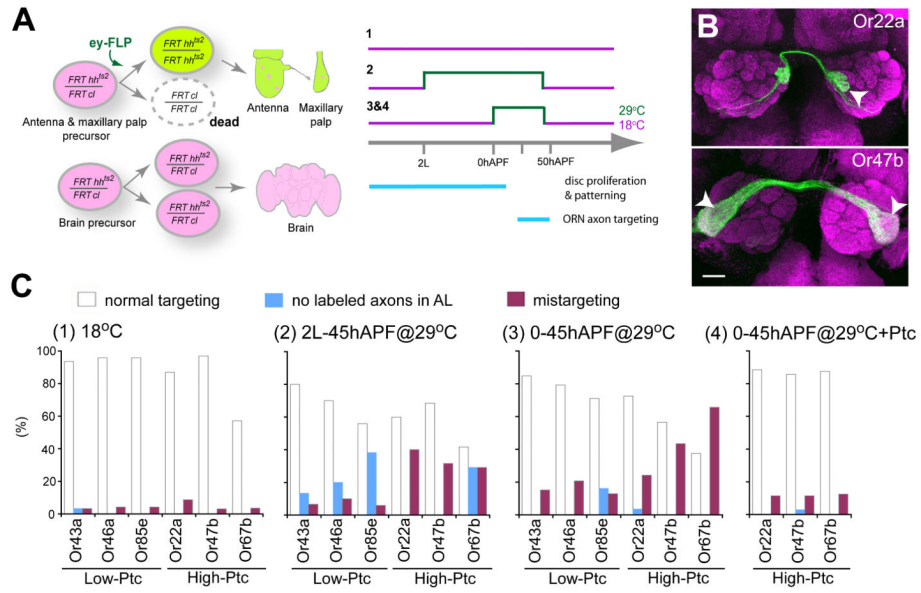 A
ey-FLP
FRT hh^ts2
FRT cl
FRT hh^ts2
FRT hh^ts2
FRT cl
FRT cl
dead
Antenna & maxillary palp
precursor
Antenna
Maxillary
palp
FRT hh^ts2
FRT cl
FRT hh^ts2
FRT cl
FRT hh^ts2
FRT cl
Brain precursor
Brain
1
2
3&4
29°C
18°C
2L
0hAPF
50hAPF
disc proliferation
& patterning
ORN axon targeting
B
Or22a
Or47b
C
normal targeting
no labeled axons in AL
mistargeting
(1) 18°C
(2) 2L-45hAPF@29°C
(3) 0-45hAPF@29°C
(4) 0-45hAPF@29°C+Ptc
100
80
60
40
20
0
(%)
Or43a
Or46a
Or85e
Or22a
Or47b
Or67b
Low-Ptc
High-Ptc
Or43a
Or46a
Or85e
Or22a
Or47b
Or67b
Low-Ptc
High-Ptc
Or43a
Or46a
Or85e
Or22a
Or47b
Or67b
Low-Ptc
High-Ptc
Or22a
Or47b
Or67b
High-Ptc